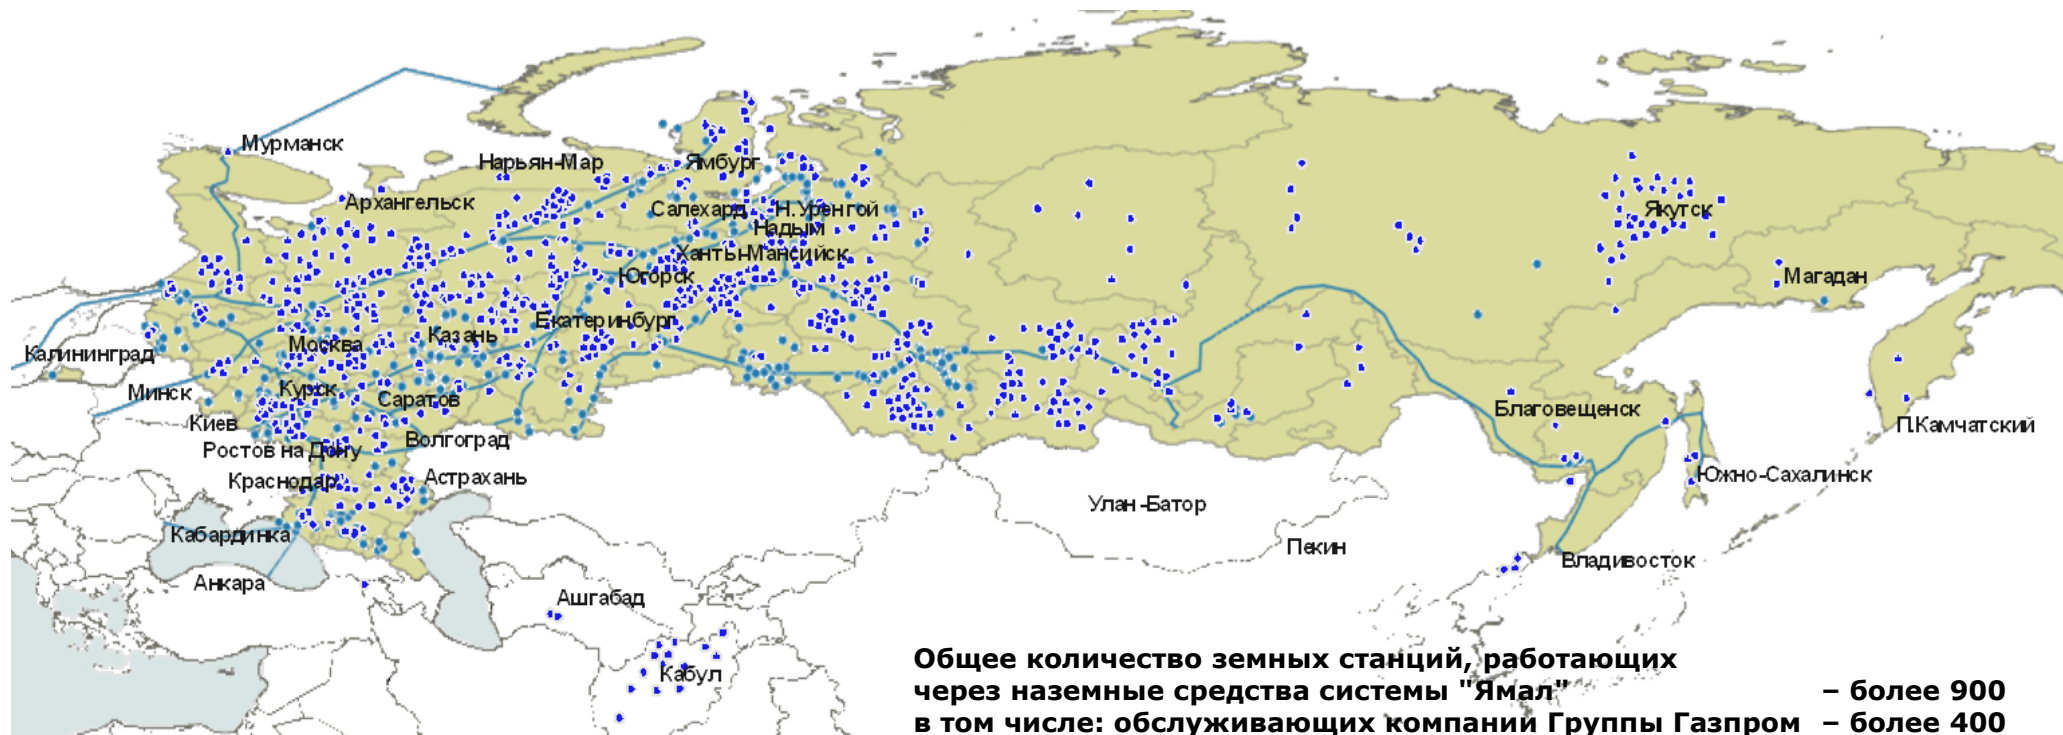 Мурманск
Нарьян-Мар
Ямбург
Архангельск
Салехард
Н.Уренгой
Якутск
Надым
Ханты-Мансийск
Югорск
Магадан
Екатеринбург
Казань
Москва
Калининград
Курск
Минск
Саратов
Благовещенск
Киев
П.Камчатский
Волгоград
Ростов на Дону
Астрахань
Краснодар
Южно-Сахалинск
Улан-Батор
Кабардинка
Пекин
Владивосток
Анкара
Ашгабад
Кабул
Общее количество земных станций, работающих
через наземные средства системы "Ямал" – более 900
в том числе: обслуживающих компании Группы Газпром – более 400